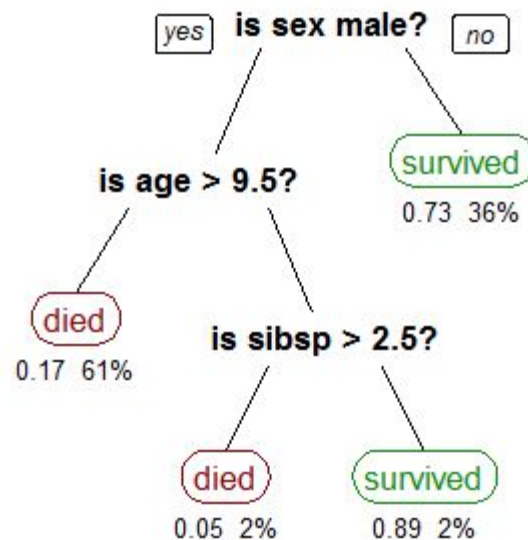 yes is sex male? no
survived
is age > 9.5?
0.73 36%
died
is sibsp > 2.5?
0.17 61%
died survived
0.05 2% 0.89 2%